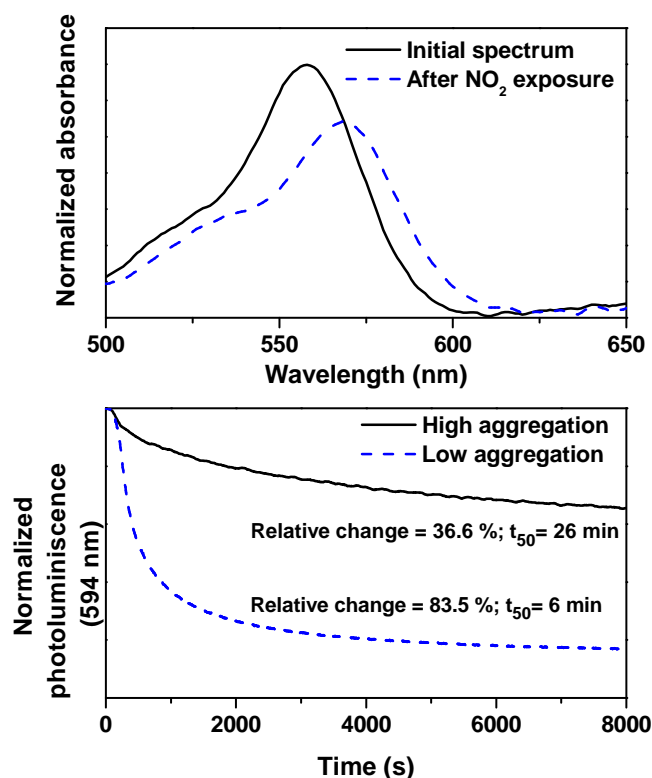 Normalized absorbance
Initial spectrum
After NO₂ exposure
500 550 600 650
Wavelength (nm)
Normalized
photoluminiscence
(594 nm)
High aggregation
Low aggregation
Relative change = 36.6 %; t₅₀= 26 min
Relative change = 83.5 %; t₅₀= 6 min
0 2000 4000 6000 8000
Time (s)